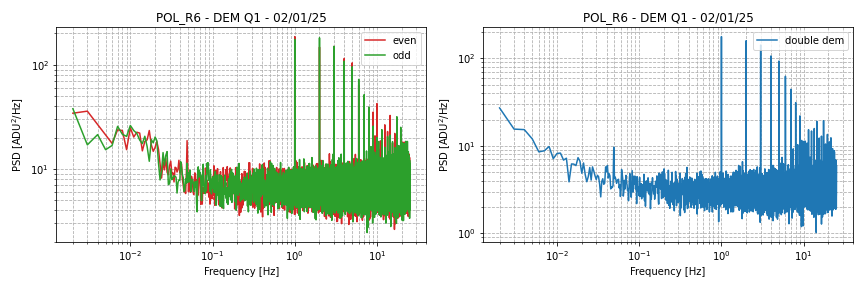 POL_R6 - DEM Q1 - 02/01/25
PSD [ADU²/Hz]
10²
10¹
even
odd
10⁻²
10⁻¹
10⁰
10¹
Frequency [Hz]
POL_R6 - DEM Q1 - 02/01/25
PSD [ADU²/Hz]
10²
10¹
10⁰
double dem
10⁻²
10⁻¹
10⁰
10¹
Frequency [Hz]